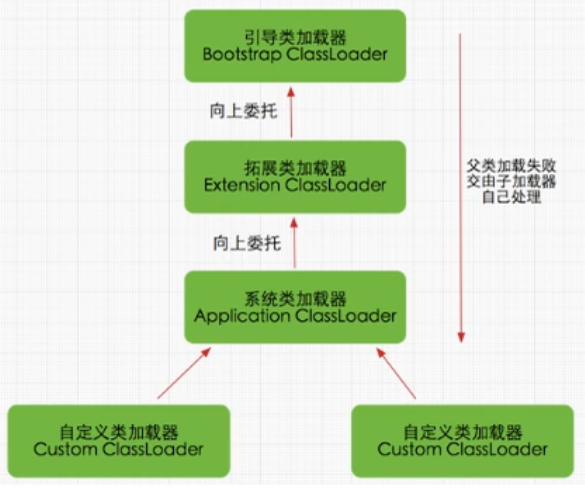 引导类加载器
Bootstrap ClassLoader
向上委托
拓展类加载器
Extension ClassLoader
父类加载失败
交由子加载器
自己处理
向上委托
系统类加载器
Application ClassLoader
自定义类加载器
Custom ClassLoader
自定义类加载器
Custom ClassLoader